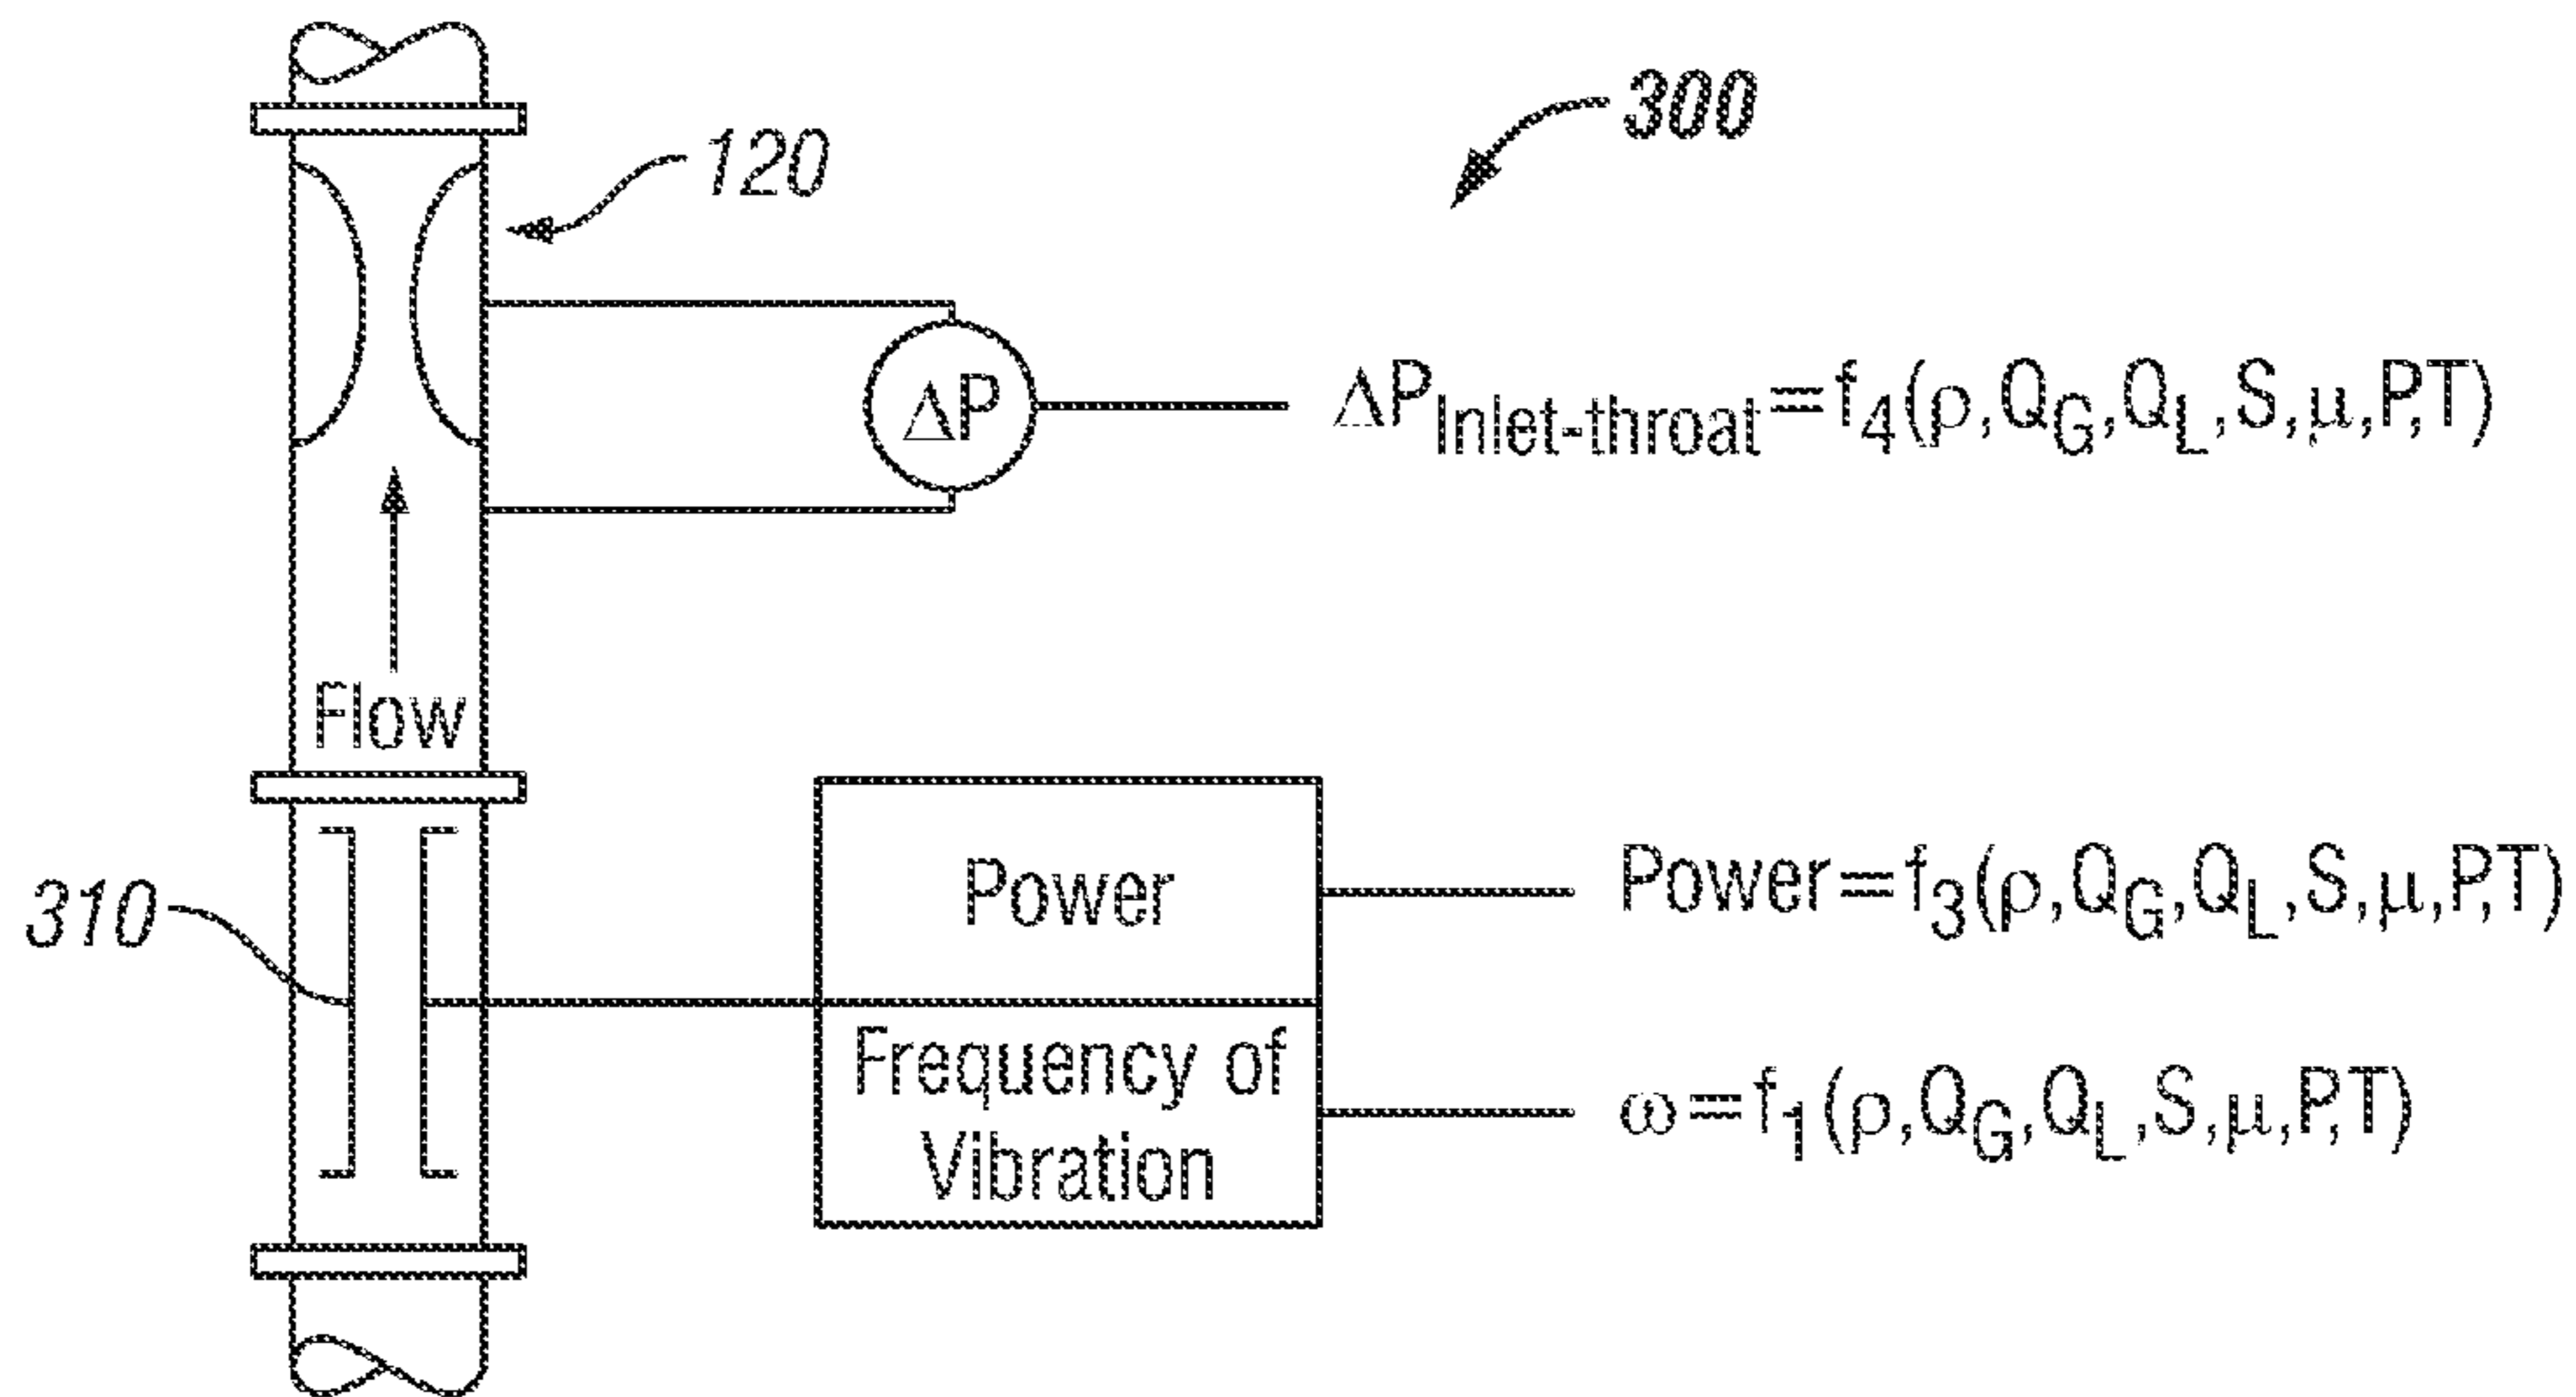 300
120
ΔP
ΔP_Inlet-throat=f_4(ρ,Q_G,Q_L,S,μ,P,T)
Flow
310
Power
Power=f_3(ρ,Q_G,Q_L,S,μ,P,T)
Frequency of
Vibration
ω=f_1(ρ,Q_G,Q_L,S,μ,P,T)